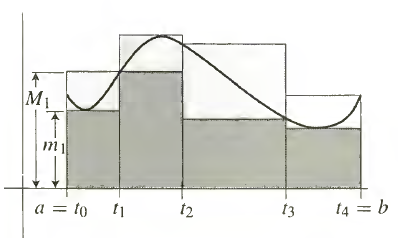 M₁
m₁
a = t₀ t₁ t₂ t₃ t₄ = b